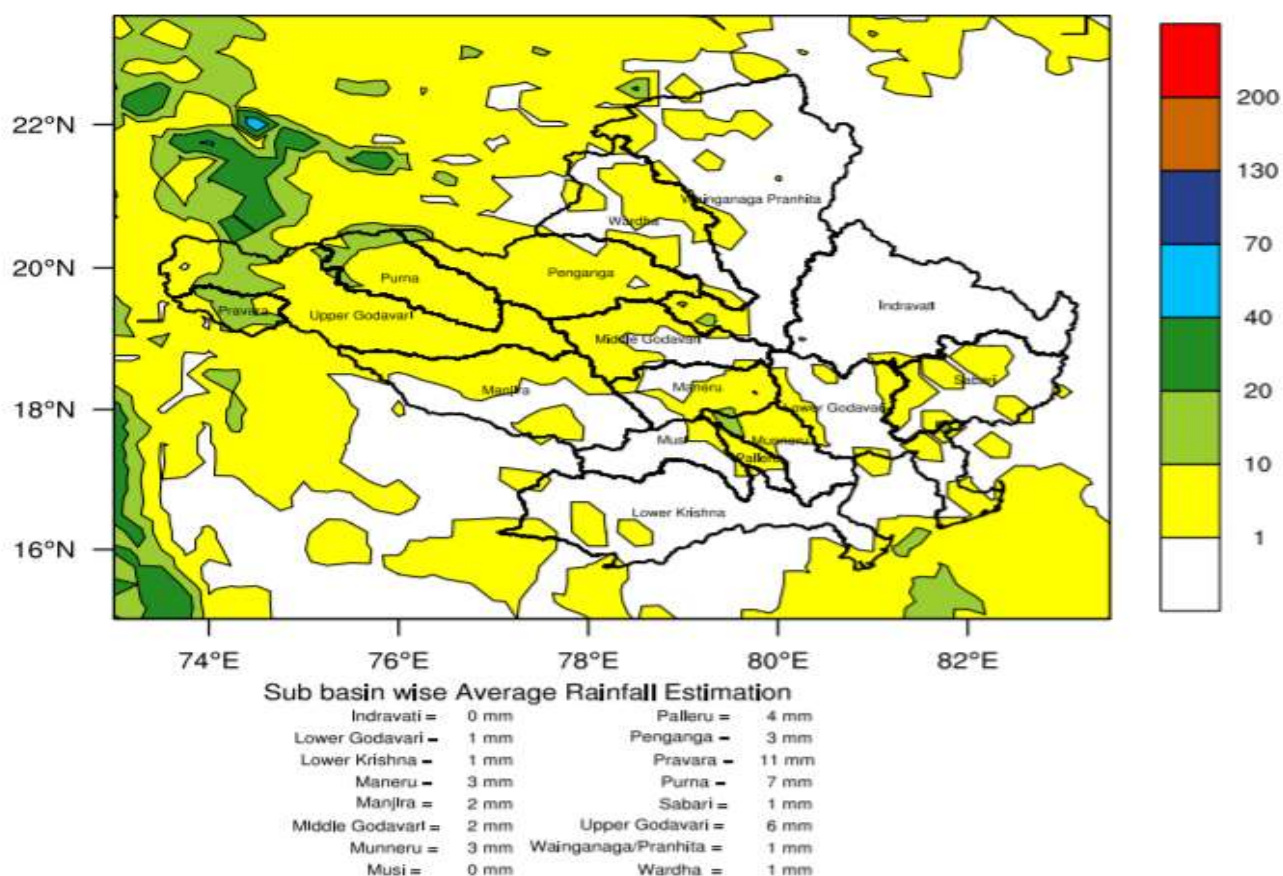 22°N
20°N
18°N
16°N
74°E 76°E 78°E 80°E 82°E
200
130
70
40
20
10
1
Wainganaga Pranhita
Wardha
Penganga
Purna
Indravati
Pravara
Upper Godavari
Middle Godavari
Maneru
Manjira
Sabari
Lower Godavari
Musi
Munneru
Palleru
Lower Krishna
Sub basin wise Average Rainfall Estimation
Indravati = 0 mm Palleru = 4 mm
Lower Godavari = 1 mm Penganga = 3 mm
Lower Krishna = 1 mm Pravara = 11 mm
Maneru = 3 mm Purna = 7 mm
Manjira = 2 mm Sabari = 1 mm
Middle Godavari = 2 mm Upper Godavari = 6 mm
Munneru = 3 mm Wainganaga/Pranhita = 1 mm
Musi = 0 mm Wardha = 1 mm